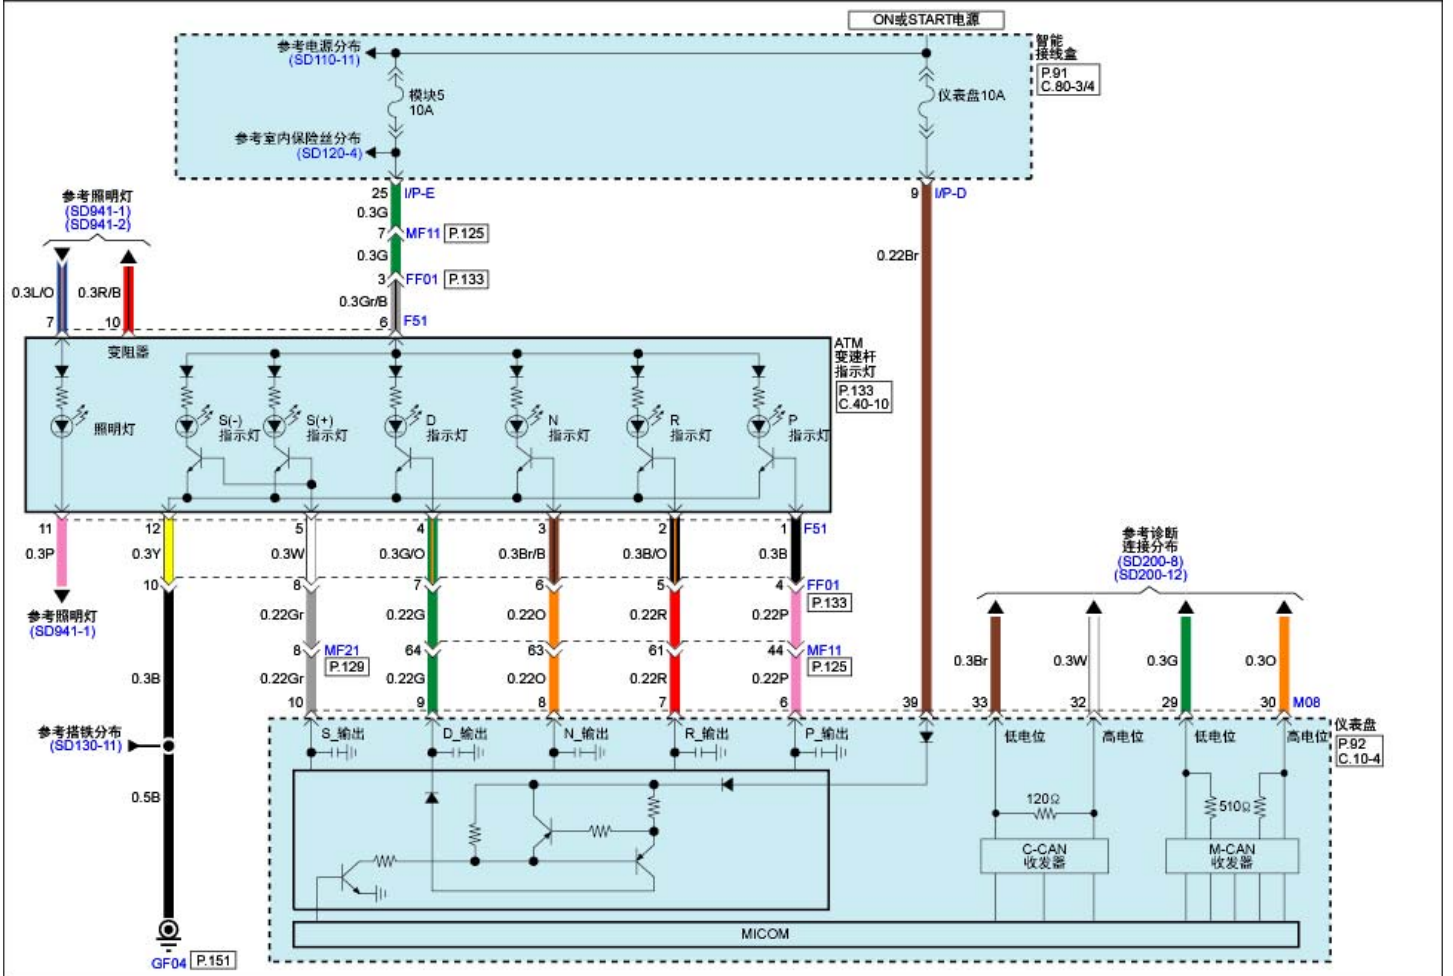 ON或START电源
参考电源分布
(SD110-11)
智能
接线盒
P.91
C.80-3/4
模块5
10A
仪表盘10A
参考室内保险丝分布
(SD120-4)
25 I/P-E
9 I/P-D
参考照明灯
(SD941-1)
(SD941-2)
0.3G
7 MF11 P.125
0.3G
0.22Br
3 FF01 P.133
0.3L/O 0.3R/B
0.3Gr/B
7 10 6 F51
变阻器
ATM
变速杆
指示灯
P.133
C.40-10
照明灯
S(-)
指示灯
S(+)
指示灯
D
指示灯
N
指示灯
R
指示灯
P
指示灯
11 12 5 4 3 2 1 F51
0.3P 0.3Y 0.3W 0.3G/O 0.3Br/B 0.3B/O 0.3B
参考诊断
连接分布
(SD200-8)
(SD200-12)
10 8 7 6 5 4 FF01
P.133
参考照明灯
(SD941-1)
0.22Gr 0.22G 0.22O 0.22R 0.22P
8 MF21 64 63 61 44 MF11
P.129 P.125
0.3B 0.22Gr 0.22G 0.22O 0.22R 0.22P
0.3Br 0.3W 0.3G 0.3O
10 9 8 7 6 39 33 32 29 30 M08
仪表盘
P.92
C.10-4
参考搭铁分布
(SD130-11)
S_输出 D_输出 N_输出 R_输出 P_输出
低电位 高电位 低电位 高电位
0.5B
120Ω
510Ω
C-CAN
收发器
M-CAN
收发器
MICOM
GF04 P.151